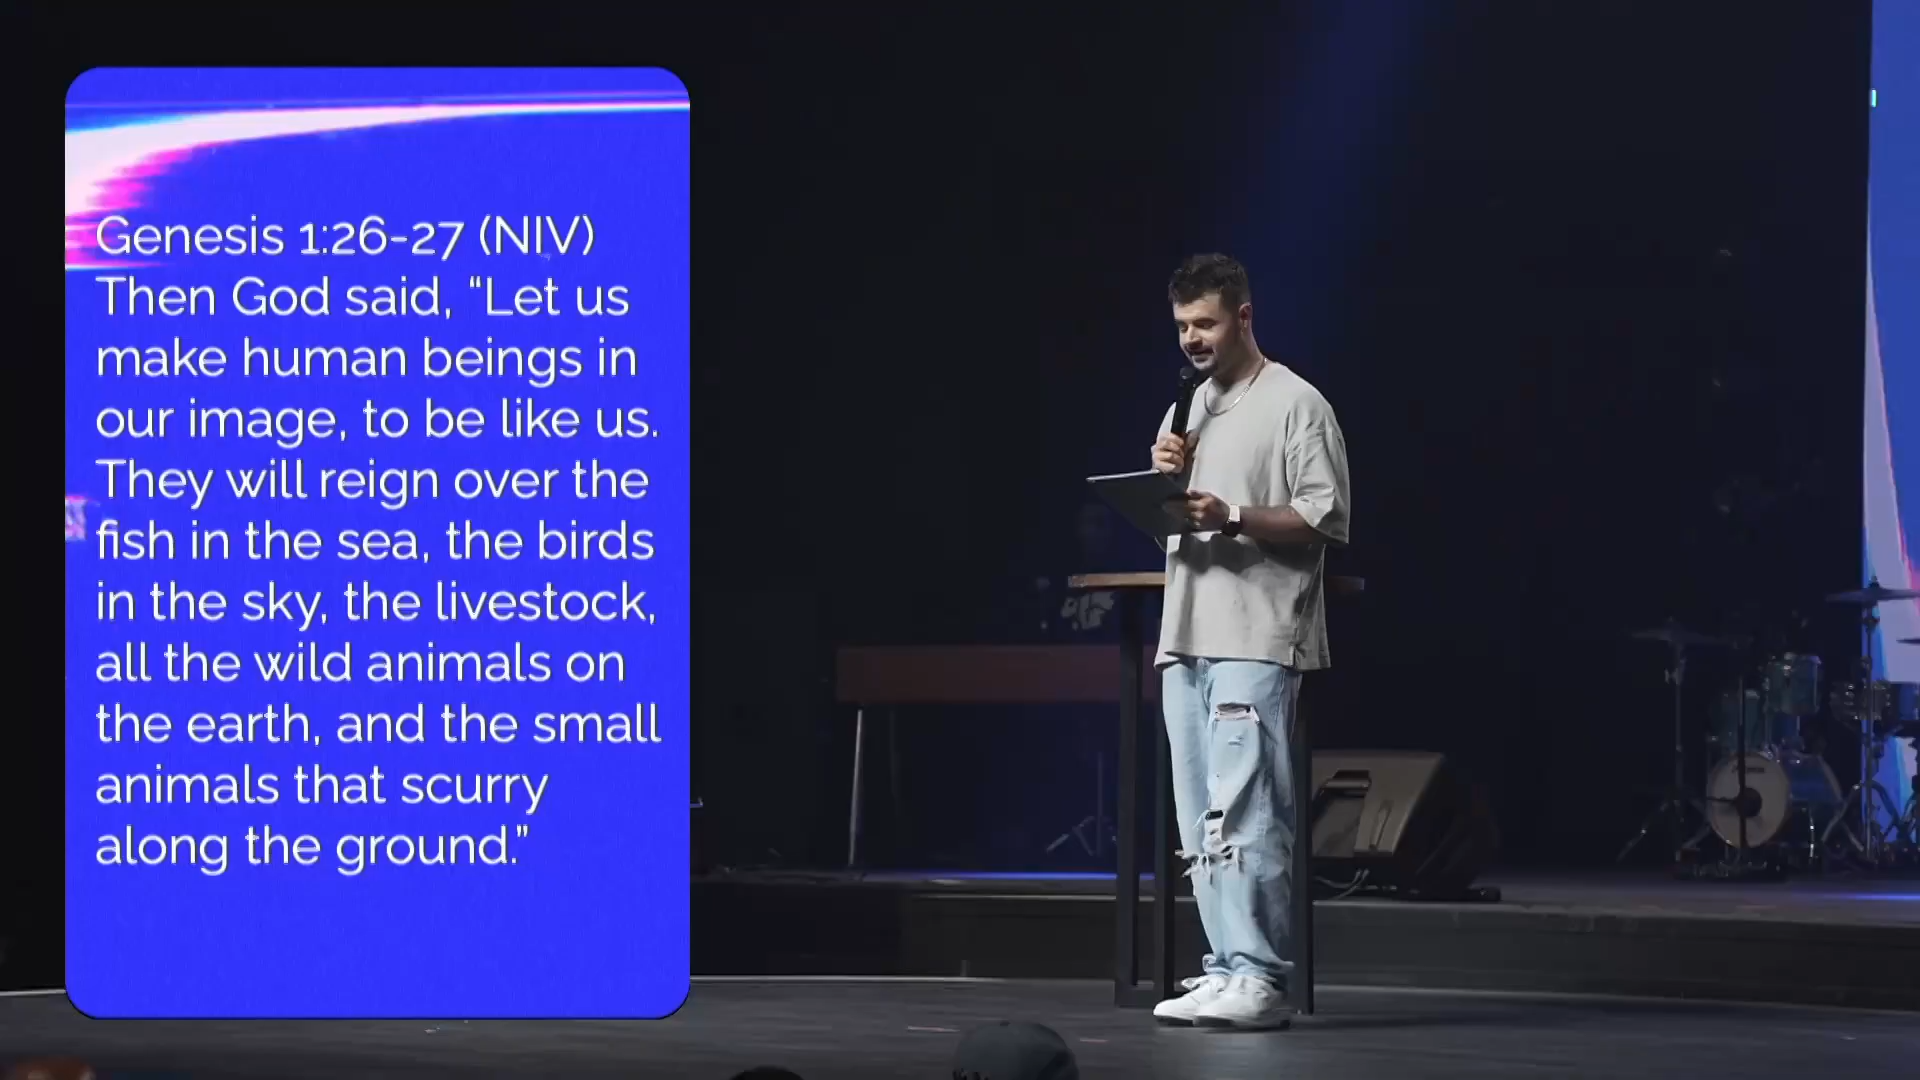 Genesis 1:26-27 (NIV)
Then God said, “Let us
make human beings in
our image, to be like us.
They will reign over the
fish in the sea, the birds
in the sky, the livestock,
all the wild animals on
the earth, and the small
animals that scurry
along the ground.”